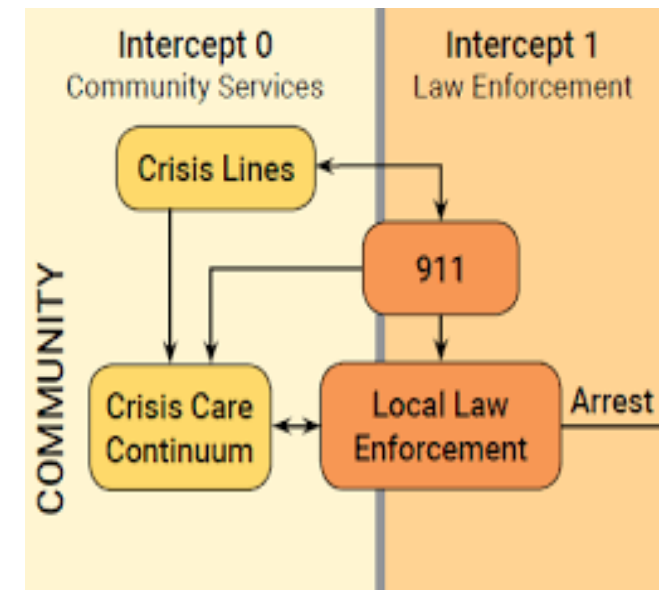 Intercept 0
Community Services
Intercept 1
Law Enforcement
Crisis Lines
911
COMMUNITY
Crisis Care
Continuum
Local Law
Enforcement
Arrest